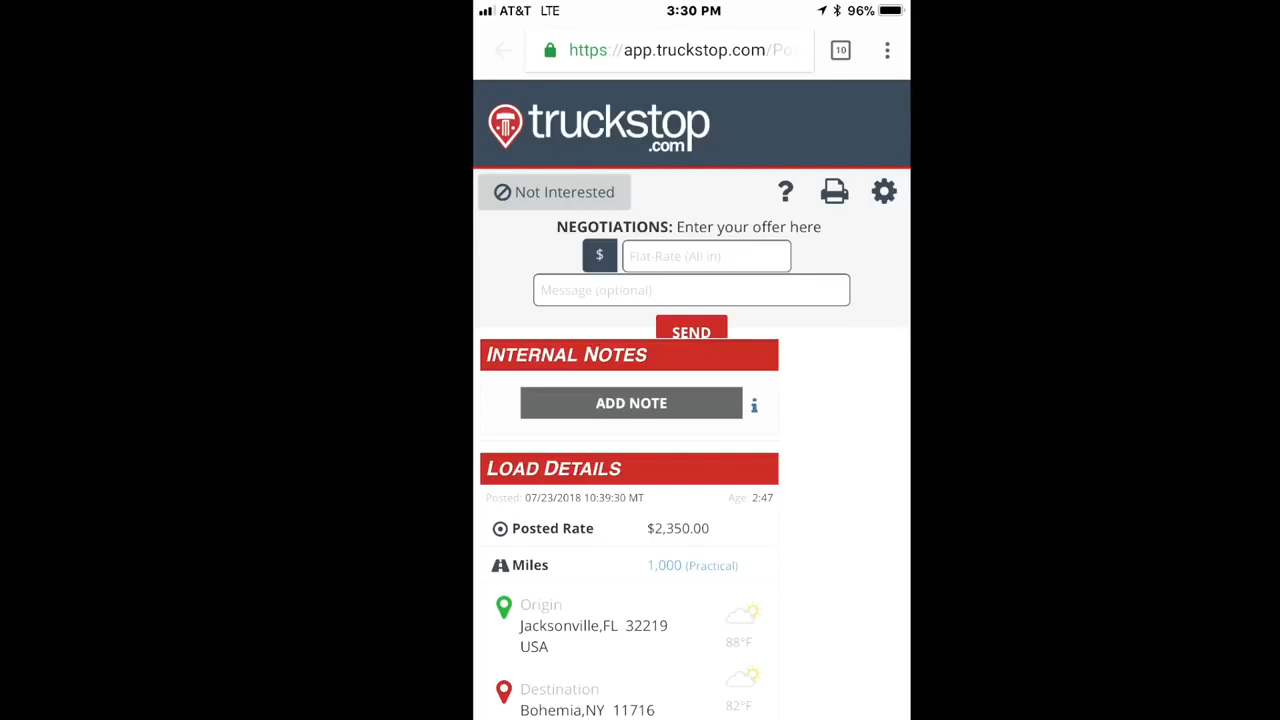 AT&T LTE 3:30 PM 96%
https://app.truckstop.com/Po
10
truckstop
.com
Not Interested ?
NEGOTIATIONS: Enter your offer here
$ Flat-Rate (All in)
Message (optional)
SEND
INTERNAL NOTES
ADD NOTE i
LOAD DETAILS
Posted: 07/23/2018 10:39:30 MT Age: 2:47
Posted Rate $2,350.00
Miles 1,000 (Practical)
Origin
Jacksonville,FL 32219
USA 88°F
Destination
Bohemia,NY 11716 82°F